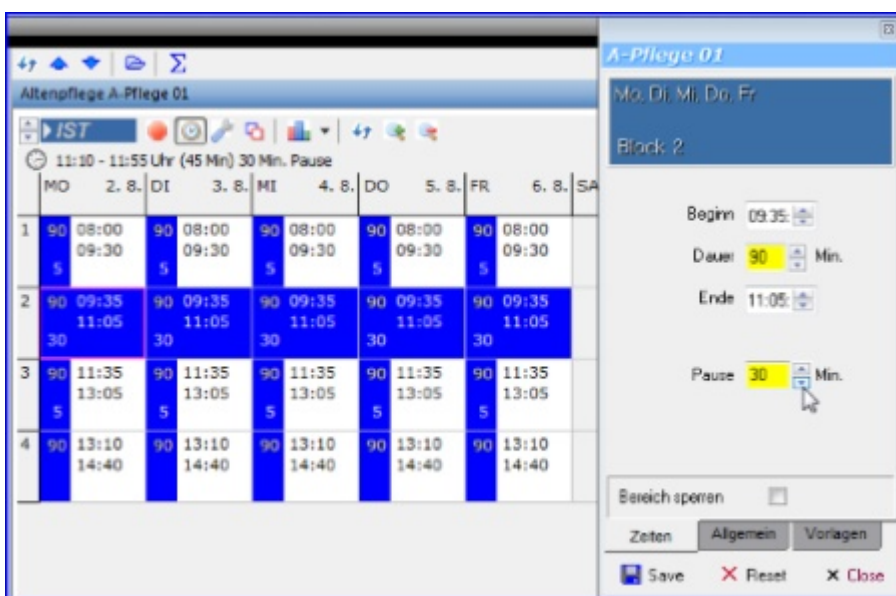 Altenpflege A-Pflege 01
IST
11:10 - 11:55 Uhr (45 Min) 30 Min. Pause
MO 2. 8. DI 3. 8. MI 4. 8. DO 5. 8. FR 6. 8. SA
1 90 08:00 90 08:00 90 08:00 90 08:00 90 08:00
09:30 09:30 09:30 09:30 09:30
5 5 5 5 5
2 90 09:35 90 09:35 90 09:35 90 09:35 90 09:35
11:05 11:05 11:05 11:05 11:05
30 30 30 30 30
3 90 11:35 90 11:35 90 11:35 90 11:35 90 11:35
13:05 13:05 13:05 13:05 13:05
5 5 5 5 5
4 90 13:10 90 13:10 90 13:10 90 13:10 90 13:10
14:40 14:40 14:40 14:40 14:40
A-Pflege 01
Mo, Di, Mi, Do, Fr
Block 2
Beginn 09:35:
Dauer 90 Min.
Ende 11:05:
Pause 30 Min.
Bereich sperren
Zeiten Allgemein Vorlagen
Save Reset Close